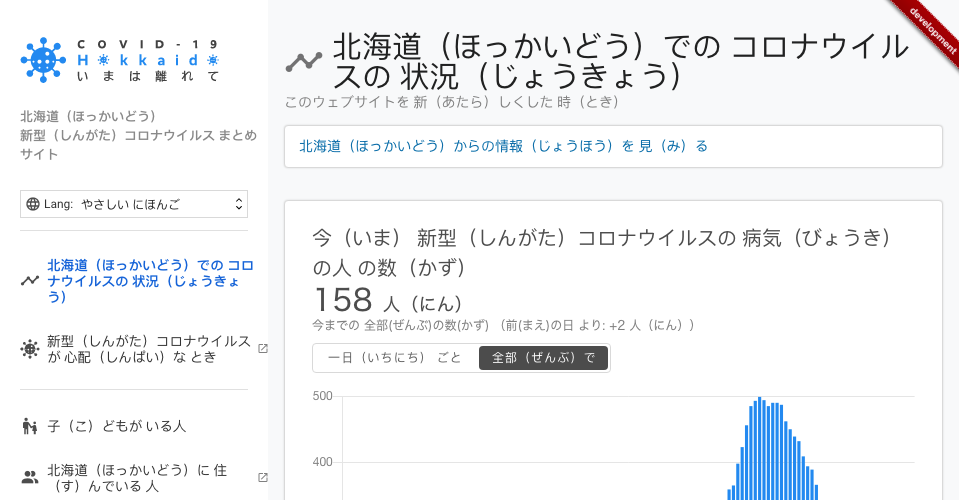 COVID-19
Hokkaido
いまは離れて
北海道（ほっかいどう）
新型（しんがた）コロナウイルス まとめ
サイト
Lang: やさしい にほんご
北海道（ほっかいどう）での コロ
ナウイルスの 状況（じょうきょ
う）
新型（しんがた）コロナウイルス
が 心配（しんぱい）な とき
子（こ）どもが いる人
北海道（ほっかいどう）に 住
（す）んでいる 人
development
北海道（ほっかいどう）での コロナウイル
スの 状況（じょうきょう）
このウェブサイトを 新（あたら）しくした 時（とき）
北海道（ほっかいどう）からの情報（じょうほう）を 見（み）る
今（いま） 新型（しんがた）コロナウイルスの 病気（びょうき）
の人 の数（かず）
158 人（にん）
今までの 全部(ぜんぶ)の数(かず) （前(まえ)の日 より: +2 人（にん））
一日（いちにち） ごと
全部（ぜんぶ）で
500
400